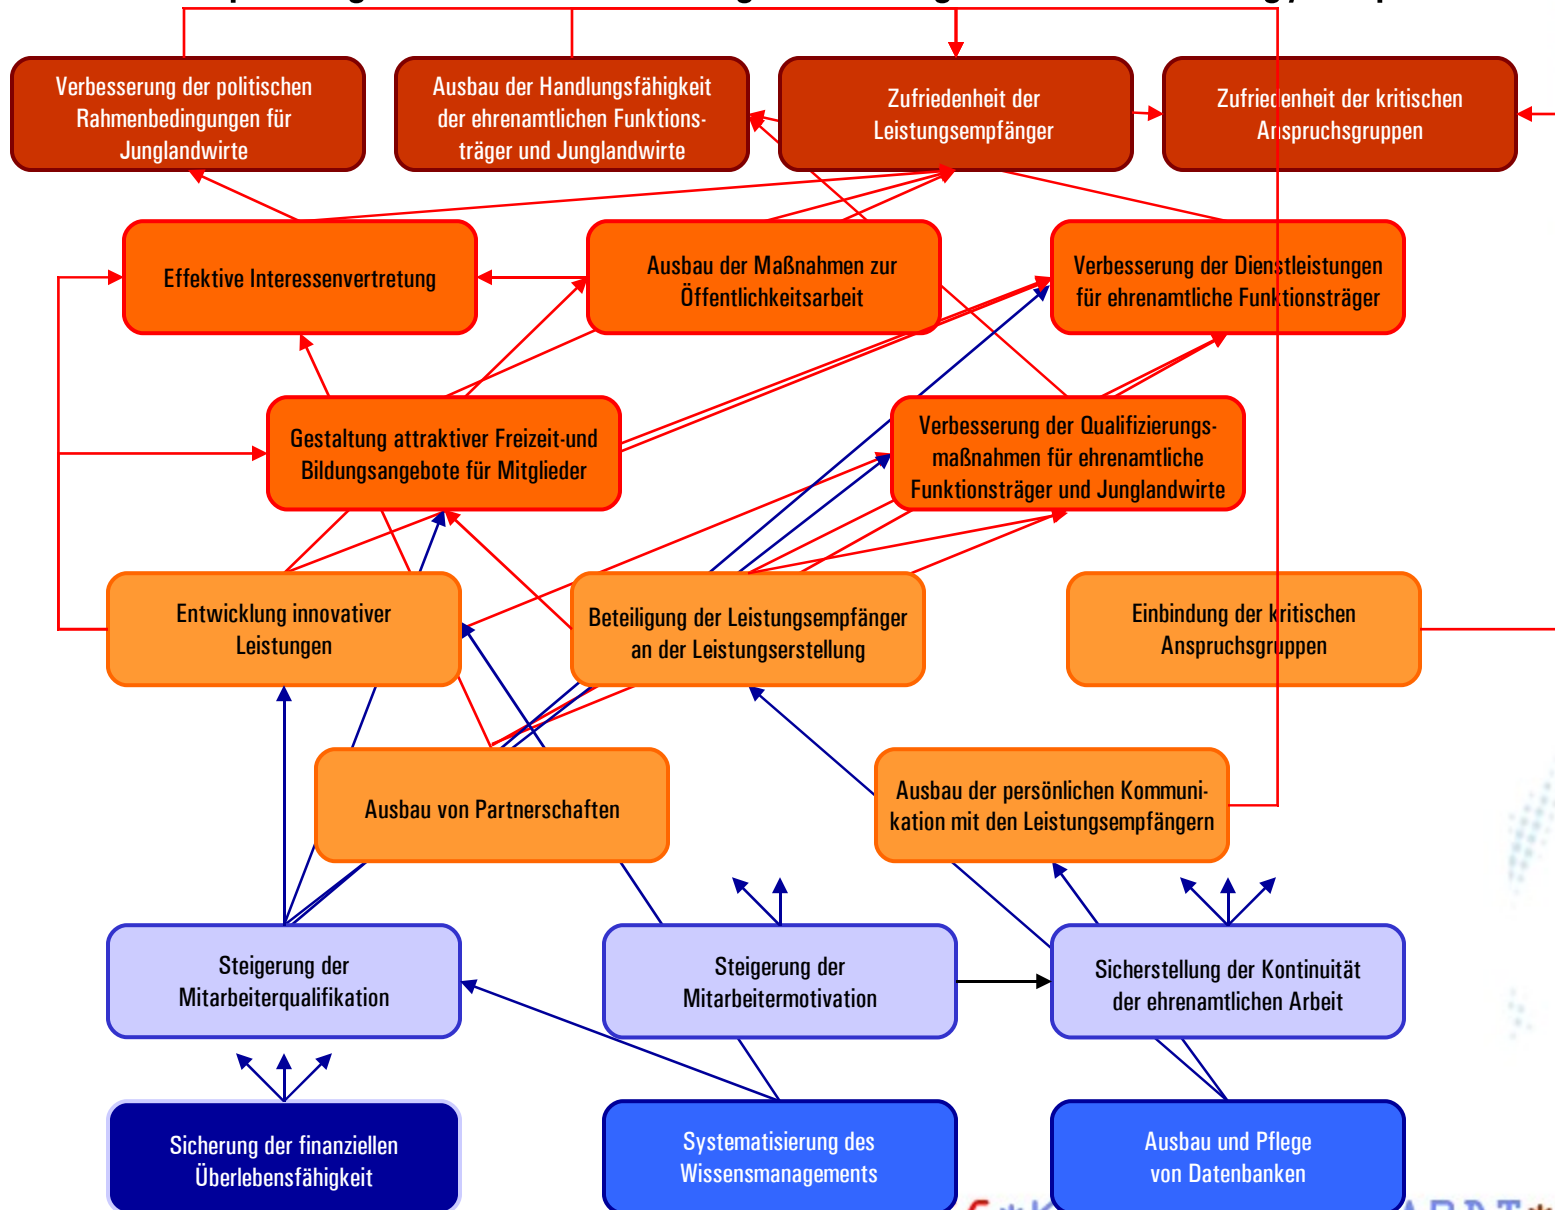 Verbesserung der politischen
Rahmenbedingungen für
Junglandwirte
Ausbau der Handlungsfähigkeit
der ehrenamtlichen Funktions-
träger und Junglandwirte
Zufriedenheit der
Leistungsempfänger
Zufriedenheit der kritischen
Anspruchsgruppen
Effektive Interessenvertretung
Ausbau der Maßnahmen zur
Öffentlichkeitsarbeit
Verbesserung der Dienstleistungen
für ehrenamtliche Funktionsträger
Gestaltung attraktiver Freizeit-und
Bildungsangebote für Mitglieder
Verbesserung der Qualifizierungs-
maßnahmen für ehrenamtliche
Funktionsträger und Junglandwirte
Entwicklung innovativer
Leistungen
Beteiligung der Leistungsempfänger
an der Leistungserstellung
Einbindung der kritischen
Anspruchsgruppen
Ausbau von Partnerschaften
Ausbau der persönlichen Kommuni-
kation mit den Leistungsempfängern
Steigerung der
Mitarbeiterqualifikation
Steigerung der
Mitarbeitermotivation
Sicherstellung der Kontinuität
der ehrenamtlichen Arbeit
Sicherung der finanziellen
Überlebensfähigkeit
Systematisierung des
Wissensmanagements
Ausbau und Pflege
von Datenbanken